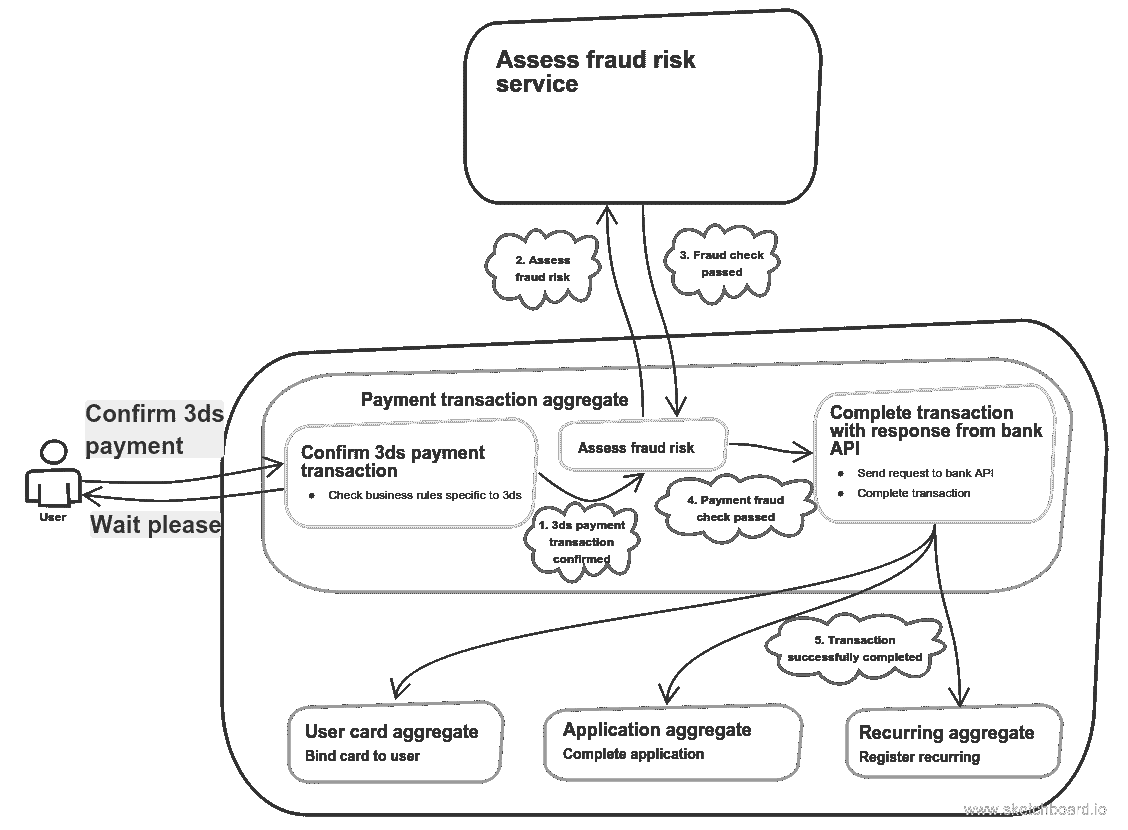 Assess fraud risk
service
2. Assess
fraud risk
3. Fraud check
passed
Confirm 3ds
payment
User
Wait please
Payment transaction aggregate
Confirm 3ds payment
transaction
• Check business rules specific to 3ds
1. 3ds payment
transaction
confirmed
Assess fraud risk
4. Payment fraud
check passed
Complete transaction
with response from bank
API
• Send request to bank API
• Complete transaction
5. Transaction
successfully completed
User card aggregate
Bind card to user
Application aggregate
Complete application
Recurring aggregate
Register recurring
www.sketchboard.io